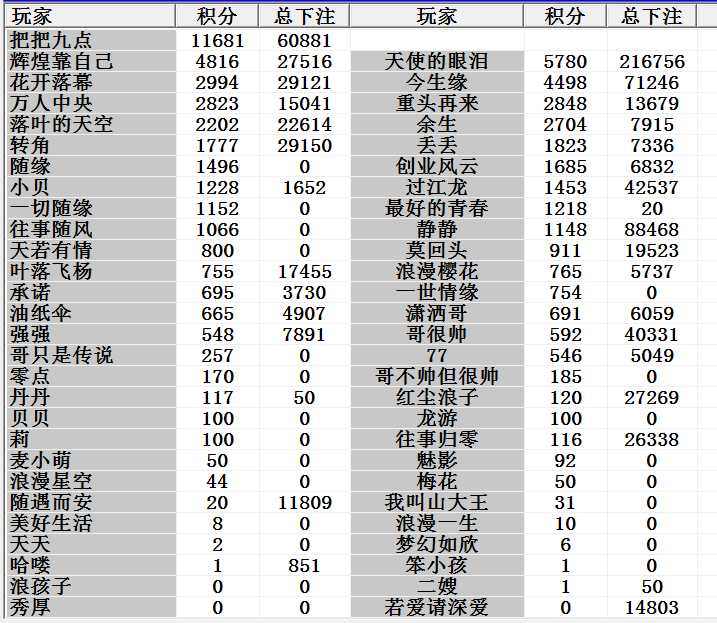 玩家 积分 总下注 玩家 积分 总下注
把把九点 11681 60881
辉煌靠自己 4816 27516 天使的眼泪 5780 216756
花开落幕 2994 29121 今生缘 4498 71246
万人中央 2823 15041 重头再来 2848 13679
落叶的天空 2202 22614 余生 2704 7915
转角 1777 29150 丢丢 1823 7336
随缘 1496 0 创业风云 1685 6832
小贝 1228 1652 过江龙 1453 42537
一切随缘 1152 0 最好的青春 1218 20
往事随风 1066 0 静静 1148 88468
天若有情 800 0 莫回头 911 19523
叶落飞杨 755 17455 浪漫樱花 765 5737
承诺 695 3730 一世情缘 754 0
油纸伞 665 4907 潇洒哥 691 6059
强强 548 7891 哥很帅 592 40331
哥只是传说 257 0 77 546 5049
零点 170 0 哥不帅但很帅 185 0
丹丹 117 50 红尘浪子 120 27269
贝贝 100 0 龙游 100 0
莉 100 0 往事归零 116 26338
麦小萌 50 0 魅影 92 0
浪漫星空 44 0 梅花 50 0
随遇而安 20 11809 我叫山大王 31 0
美好生活 8 0 浪漫一生 10 0
天天 2 0 梦幻如欣 6 0
哈喽 1 851 笨小孩 1 0
浪孩子 0 0 二嫂 1 50
秀厚 0 0 若爱请深爱 0 14803